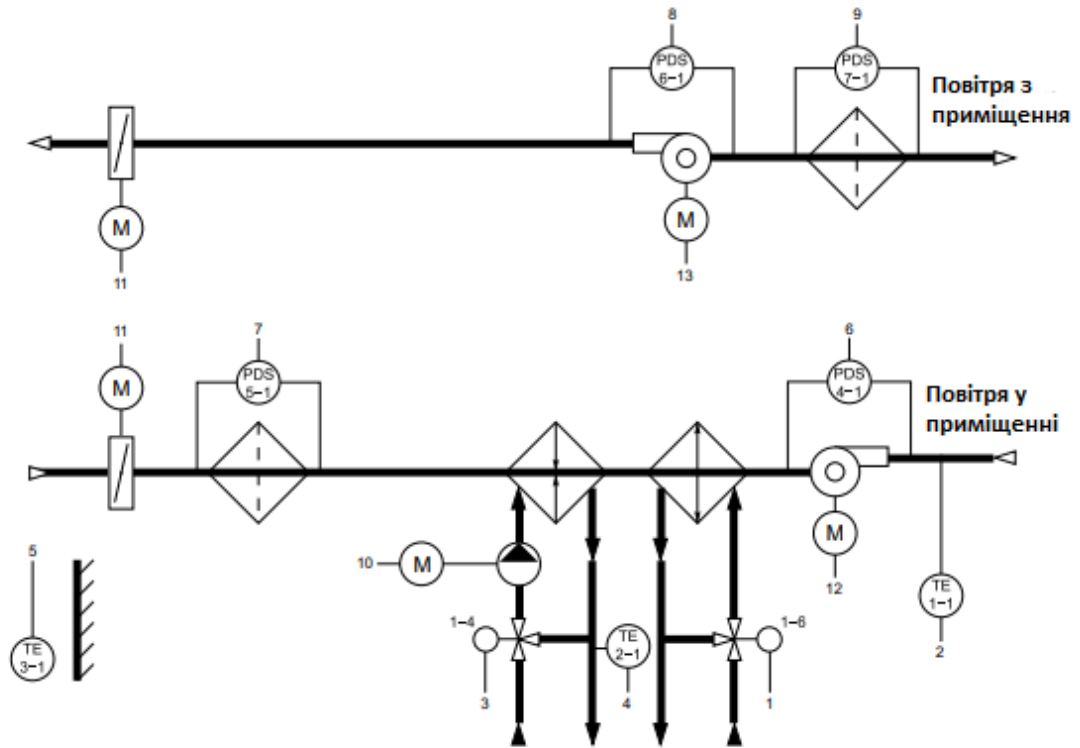 8
9
PDS
6–1
PDS
7–1
Повітря з
приміщення
M
M
11
13
11
7
6
M
PDS
5–1
PDS
4–1
Повітря у
приміщенні
5
10
M
M
12
TE
1–1
1–4
TE
2–1
1–6
TE
3–1
2
3
4
1